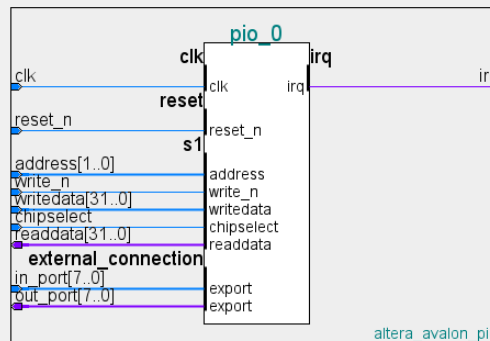 pio_0
clk irq
clk clk irq ir
reset
reset_n reset_n
s1
address[1..0] address
write_n write_n
writedata[31..0] writedata
chipselect chipselect
readdata[31..0] readdata
external_connection
in_port[7..0] export
out_port[7..0] export
altera_avalon_pi